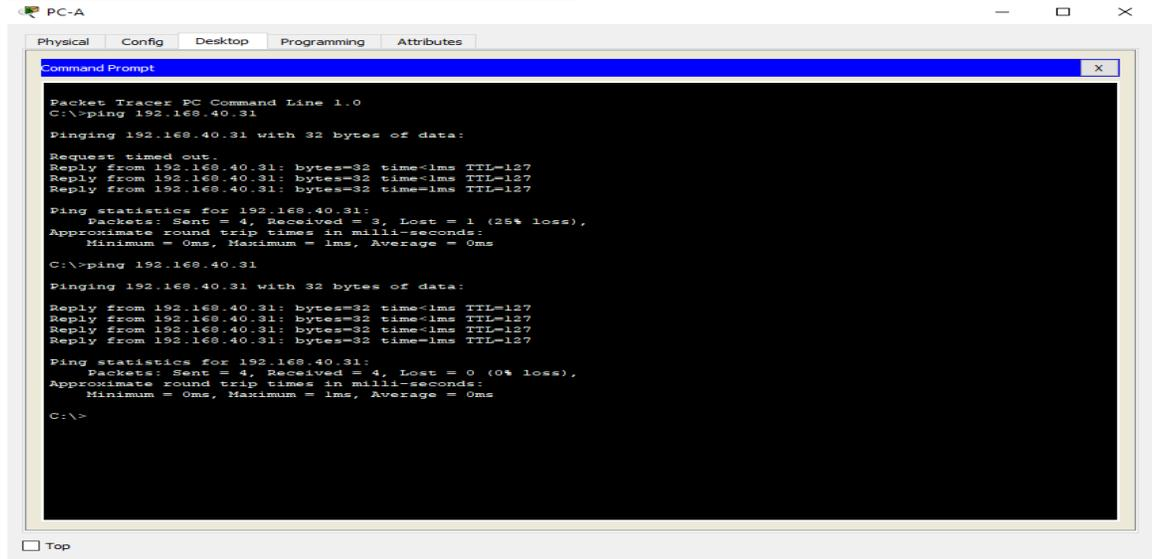 PC-A
Physical Config Desktop Programming Attributes
Command Prompt
X
Packet Tracer PC Command Line 1.0
C:\>ping 192.168.40.31
Pinging 192.168.40.31 with 32 bytes of data:
Request timed out.
Reply from 192.168.40.31: bytes=32 time<1ms TTL=127
Reply from 192.168.40.31: bytes=32 time<1ms TTL=127
Reply from 192.168.40.31: bytes=32 time=1ms TTL=127
Ping statistics for 192.168.40.31:
Packets: Sent = 4, Received = 3, Lost = 1 (25% loss),
Approximate round trip times in milli-seconds:
Minimum = 0ms, Maximum = 1ms, Average = 0ms
C:\>ping 192.168.40.31
Pinging 192.168.40.31 with 32 bytes of data:
Reply from 192.168.40.31: bytes=32 time<1ms TTL=127
Reply from 192.168.40.31: bytes=32 time<1ms TTL=127
Reply from 192.168.40.31: bytes=32 time<1ms TTL=127
Reply from 192.168.40.31: bytes=32 time=1ms TTL=127
Ping statistics for 192.168.40.31:
Packets: Sent = 4, Received = 4, Lost = 0 (0% loss),
Approximate round trip times in milli-seconds:
Minimum = 0ms, Maximum = 1ms, Average = 0ms
C:\>
Top